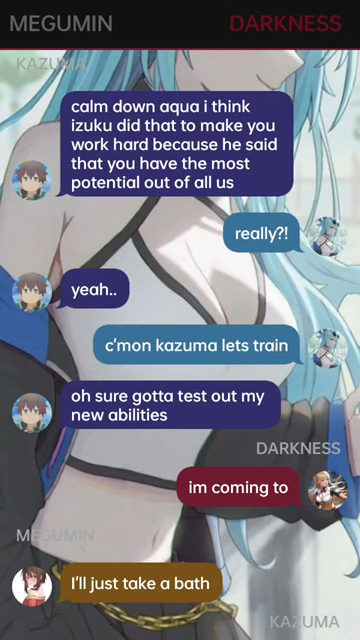 MEGUMIN DARKNESS
KAZUMA
calm down aqua i think
izuku did that to make you
work hard because he said
that you have the most
potential out of all us
really?!
yeah..
c'mon kazuma lets train
oh sure gotta test out my
new abilities
DARKNESS
im coming to
MEGUMIN
I'll just take a bath
KAZUMA